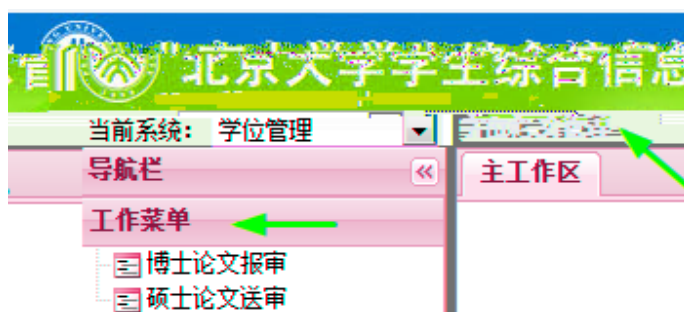 北京大学学生综合信息
当前系统： 学位管理
导航栏
主工作区
工作菜单
博士论文报审
硕士论文送审